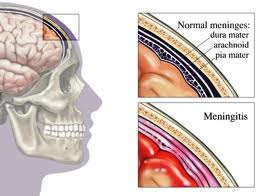 Normal meninges:
dura mater
arachnoid
pia mater
Meningitis